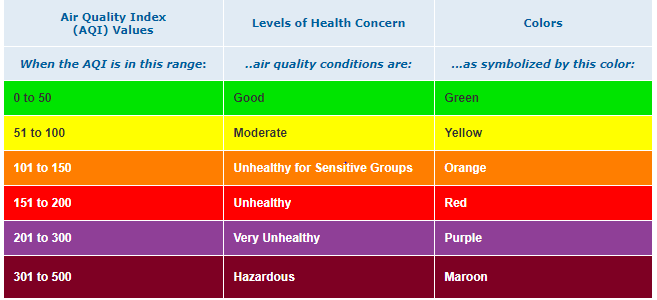 Air Quality Index
(AQI) Values
Levels of Health Concern
Colors
When the AQI is in this range:
..air quality conditions are:
...as symbolized by this color:
0 to 50
Good
Green
51 to 100
Moderate
Yellow
101 to 150
Unhealthy for Sensitive Groups
Orange
151 to 200
Unhealthy
Red
201 to 300
Very Unhealthy
Purple
301 to 500
Hazardous
Maroon